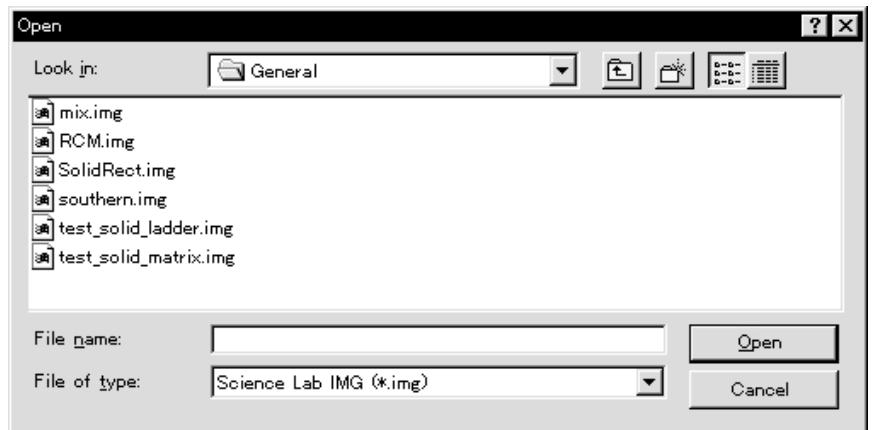 Open
Look in: General
mix.img
RCM.img
SolidRect.img
southern.img
test_solid_ladder.img
test_solid_matrix.img
File name: Open
File of type: Science Lab IMG (*.img) Cancel